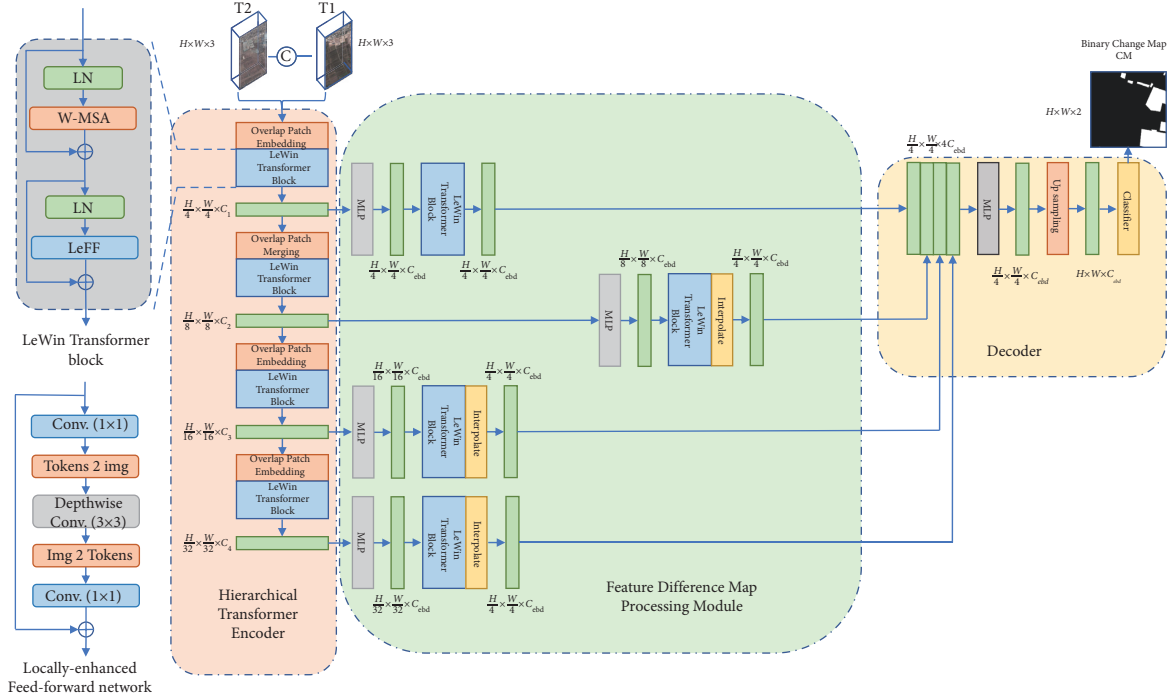 LN
W-MSA
LN
LeFF
LeWin Transformer
block
Conv. (1×1)
Tokens 2 img
Depthwise
Conv. (3×3)
Img 2 Tokens
Conv. (1×1)
Locally-enhanced
Feed-forward network
T2
T1
H×W×3
C
H×W×3
Overlap Patch
Embedding
LeWin
Transformer
Block
H/4×W/4×C1
Overlap Patch
Merging
LeWin
Transformer
Block
H/8×W/8×C2
Overlap Patch
Embedding
LeWin
Transformer
Block
H/16×W/16×C3
Overlap Patch
Embedding
LeWin
Transformer
Block
H/32×W/32×C4
Hierarchical
Transformer
Encoder
MLP
LeWin
Transformer
Block
H/4×W/4×Cebd
H/4×W/4×Cebd
H/8×W/8×Cebd
H/4×W/4×Cebd
MLP
LeWin
Transformer
Block
Interpolate
H/16×W/16×Cebd
H/4×W/4×Cebd
MLP
LeWin
Transformer
Block
Interpolate
MLP
LeWin
Transformer
Block
Interpolate
H/32×W/32×Cebd
H/4×W/4×Cebd
Feature Difference Map
Processing Module
Binary Change Map
CM
H×W×2
H/4×W/4×4Cebd
MLP
Up sampling
Classifier
H/4×W/4×Cebd
H×W×Cebd
Decoder